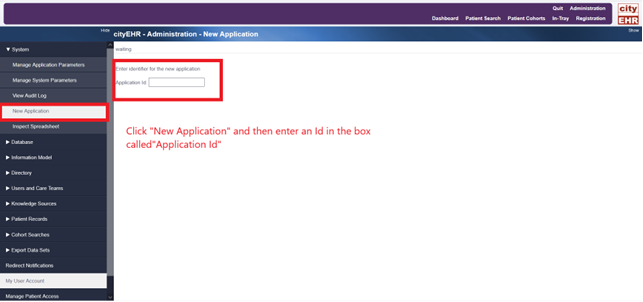 Quit Administration
city
EHR
Dashboard Patient Search Patient Cohorts In-Tray Registration
Hide
cityEHR - Administration - New Application
Show
▼ System
waiting
Manage Application Parameters
Enter identifier for the new application
Manage System Parameters
Application Id:
View Audit Log
New Application
Inspect Spreadsheet
Click "New Application" and then enter an Id in the box
called"Application Id"
▶ Database
▶ Information Model
▶ Directory
▶ Users and Care Teams
▶ Knowledge Sources
▶ Patient Records
▶ Cohort Searches
▶ Export Data Sets
Redirect Notifications
My User Account
Manage Patient Access